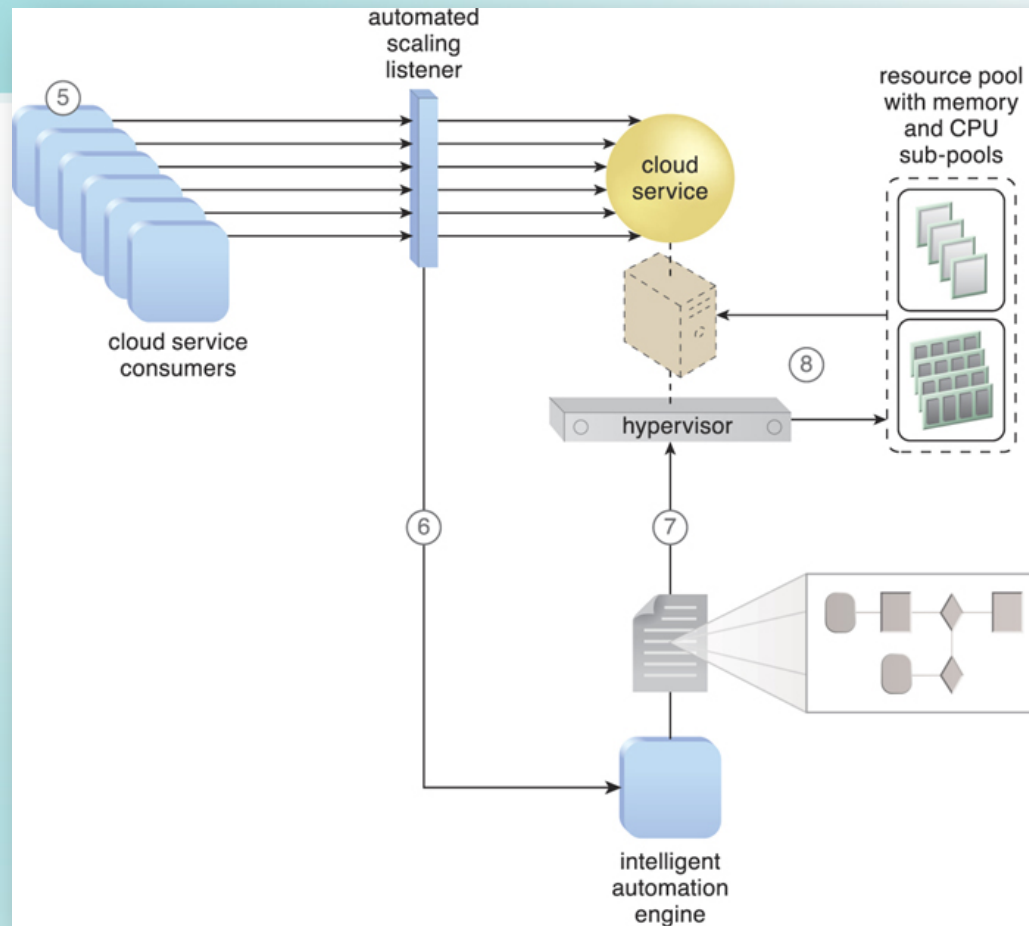 automated
scaling
listener
resource pool
with memory
and CPU
sub-pools
5
cloud
service
cloud service
consumers
8
hypervisor
6
7
intelligent
automation
engine